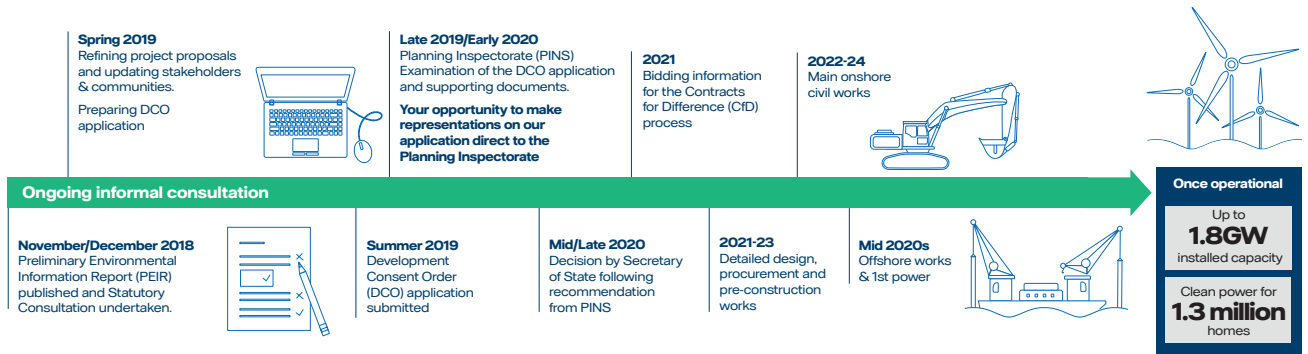 Spring 2019
Refining project proposals
and updating stakeholders
& communities.
Preparing DCO
application
Late 2019/Early 2020
Planning Inspectorate (PINS)
Examination of the DCO application
and supporting documents.
Your opportunity to make
representations on our
application direct to the
Planning Inspectorate
2021
Bidding information
for the Contracts
for Difference (CfD)
process
2022-24
Main onshore
civil works
Ongoing informal consultation
November/December 2018
Preliminary Environmental
Information Report (PEIR)
published and Statutory
Consultation undertaken.
Summer 2019
Development
Consent Order
(DCO) application
submitted
Mid/Late 2020
Decision by Secretary
of State following
recommendation
from PINS
2021-23
Detailed design,
procurement and
pre-construction
works
Mid 2020s
Offshore works
& 1st power
Once operational
Up to
1.8GW
installed capacity
Clean power for
1.3 million
homes